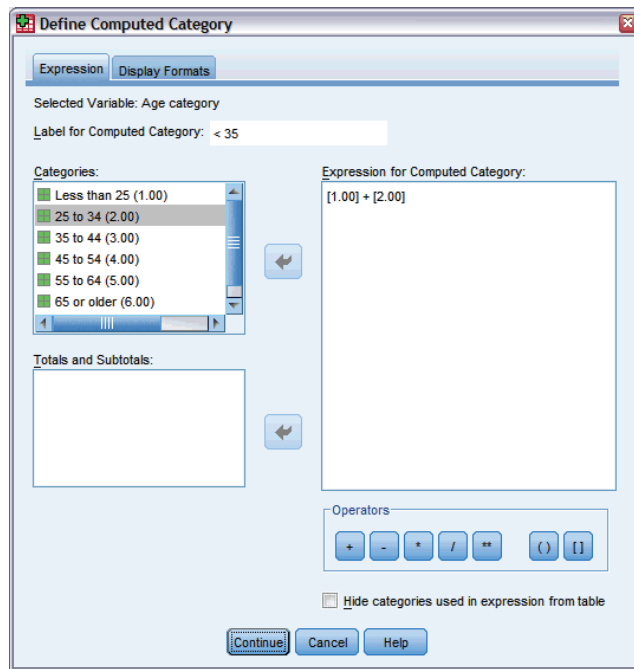 Define Computed Category
Expression
Display Formats
Selected Variable: Age category
Label for Computed Category: < 35
Categories:
Less than 25 (1.00)
25 to 34 (2.00)
35 to 44 (3.00)
45 to 54 (4.00)
55 to 64 (5.00)
65 or older (6.00)
Expression for Computed Category:
[1.00] + [2.00]
Totals and Subtotals:
Operators
+ - * / ** ( ) [ ]
Hide categories used in expression from table
Continue Cancel Help